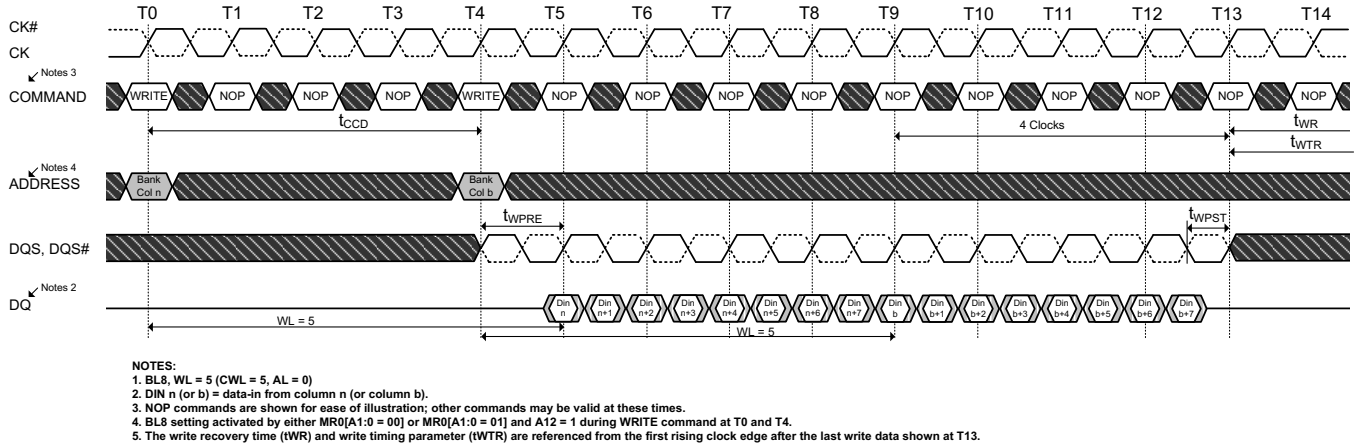 T0 T1 T2 T3 T4 T5 T6 T7 T8 T9 T10 T11 T12 T13 T14
CK#
CK
Notes 3
COMMAND
WRITE NOP NOP NOP WRITE NOP NOP NOP NOP NOP NOP NOP NOP NOP NOP
tCCD
4 Clocks
tWR
tWTR
Notes 4
ADDRESS
Bank Bank
Col n Col b
tWPRE
tWPST
DQS, DQS#
Notes 2
DQ
Din Din Din Din Din Din Din Din Din Din Din Din Din Din Din Din
n n+1 n+2 n+3 n+4 n+5 n+6 n+7 b b+1 b+2 b+3 b+4 b+5 b+6 b+7
WL = 5
WL = 5
NOTES:
1. BL8, WL = 5 (CWL = 5, AL = 0)
2. DIN n (or b) = data-in from column n (or column b).
3. NOP commands are shown for ease of illustration; other commands may be valid at these times.
4. BL8 setting activated by either MR0[A1:0 = 00] or MR0[A1:0 = 01] and A12 = 1 during WRITE command at T0 and T4.
5. The write recovery time (tWR) and write timing parameter (tWTR) are referenced from the first rising clock edge after the last write data shown at T13.